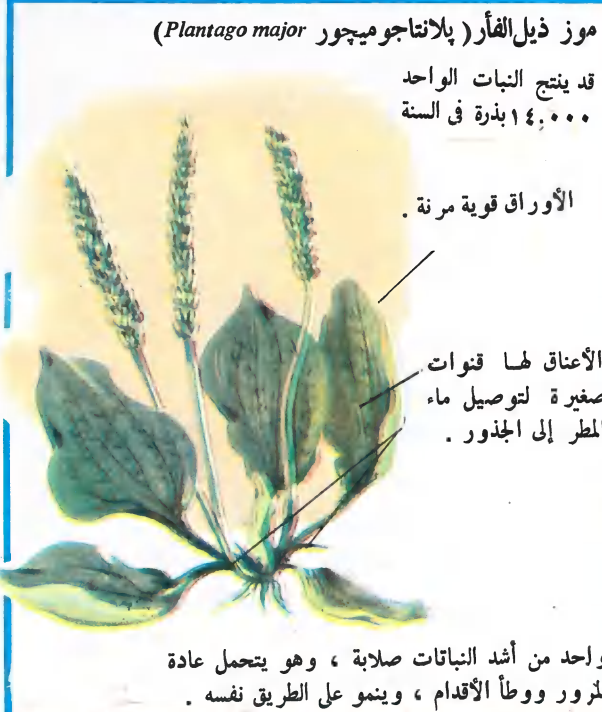 موز ذيل الفأر ( پلانتاجو ميچور Plantago major)
قد ينتج النبات الواحد
١٤,٠٠٠ بذرة فى السنة
الأوراق قوية مرنة .
الأعناق لها قنوات
صغيرة لتوصيل ماء
المطر إلى الجذور .
واحد من أشد النباتات صلابة ، وهو يتحمل عادة
المرور ووطأ الأقدام ، وينمو على الطريق نفسه .